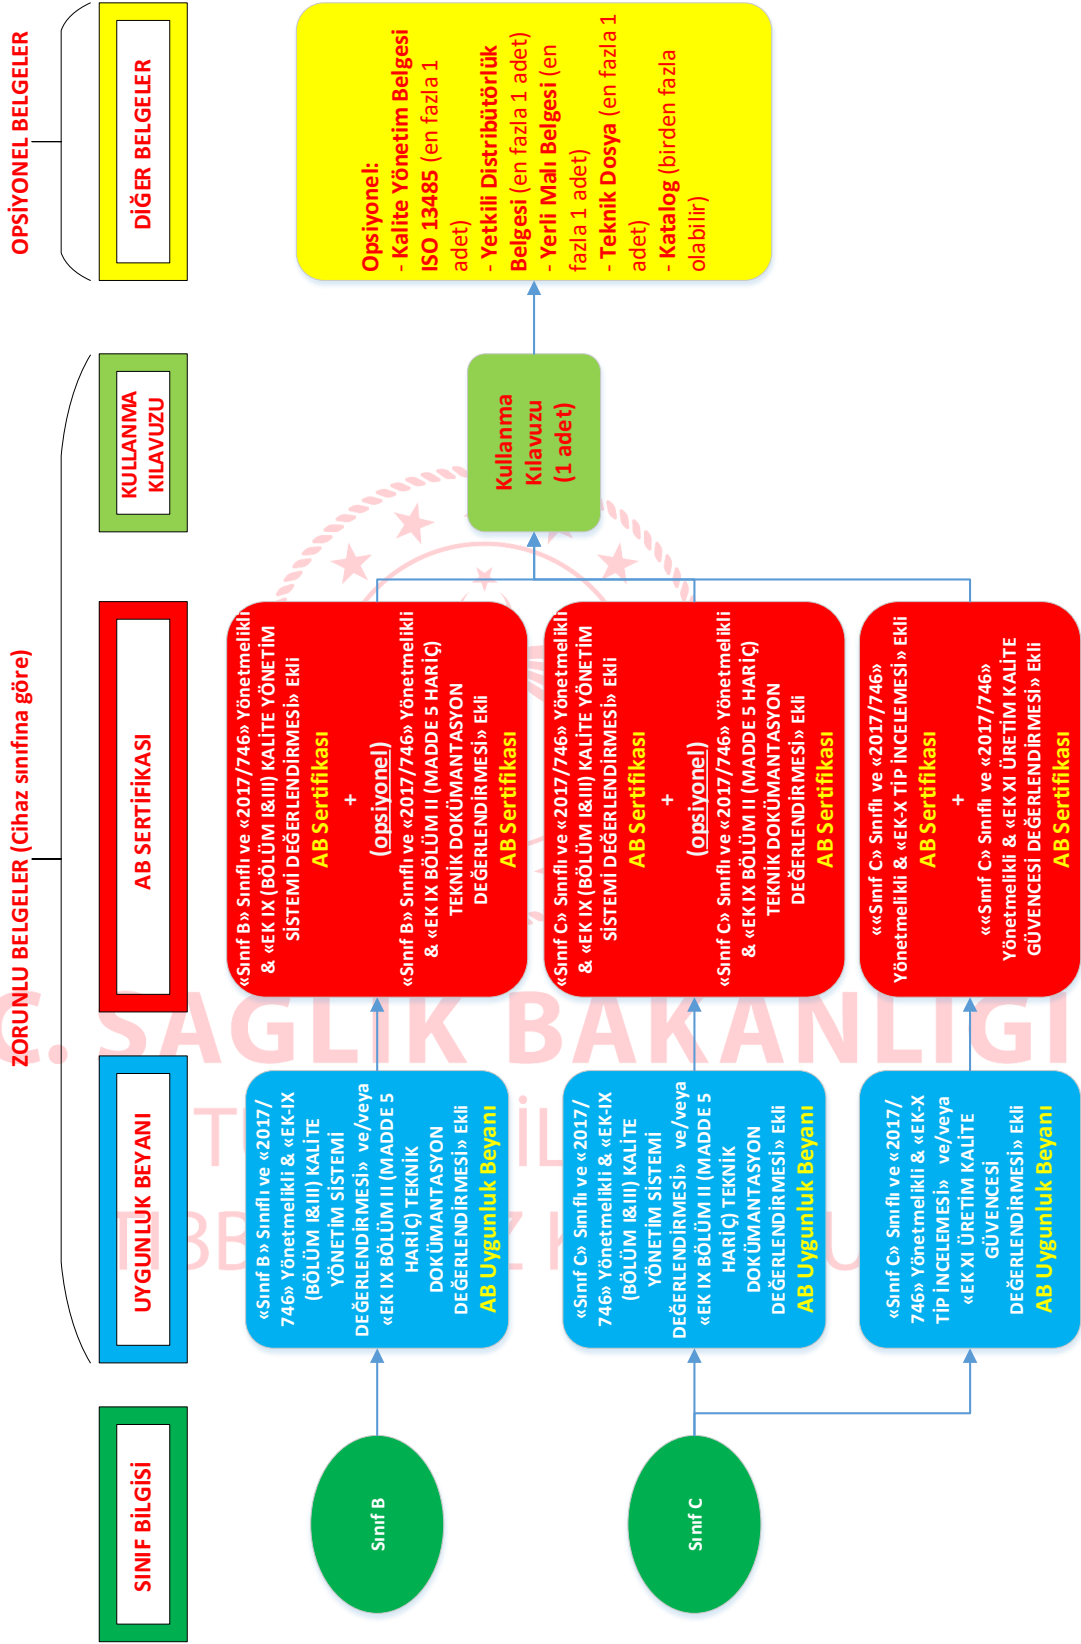 ZORUNLU BELGELER (Cihaz sınıfına göre)
OPSİYONEL BELGELER
SINIF BİLGİSİ
UYGUNLUK BEYANI
AB SERTİFİKASI
KULLANMA
KILAVUZU
DİĞER BELGELER
Sınıf B
«Sınıf B» Sınıflı ve «2017/
746» Yönetmelikli & «EK-IX
(BÖLÜM I&III) KALİTE
YÖNETİM SİSTEMİ
DEĞERLENDİRMESİ» ve/veya
«EK IX BÖLÜM II (MADDE 5
HARİÇ) TEKNİK
DOKÜMANTASYON
DEĞERLENDİRMESİ» Ekli
AB Uygunluk Beyanı
«Sınıf B» Sınıflı ve «2017/746» Yönetmelikli
& «EK IX (BÖLÜM I&III) KALİTE YÖNETİM
SİSTEMİ DEĞERLENDİRMESİ» Ekli
AB Sertifikası
+
(opsiyonel)
«Sınıf B» Sınıflı ve «2017/746» Yönetmelikli
& «EK IX BÖLÜM II (MADDE 5 HARİÇ)
TEKNİK DOKÜMANTASYON
DEĞERLENDİRMESİ» Ekli
AB Sertifikası
Sınıf C
«Sınıf C» Sınıflı ve «2017/
746» Yönetmelikli & «EK-IX
(BÖLÜM I&III) KALİTE
YÖNETİM SİSTEMİ
DEĞERLENDİRMESİ» ve/veya
«EK IX BÖLÜM II (MADDE 5
HARİÇ) TEKNİK
DOKÜMANTASYON
DEĞERLENDİRMESİ» Ekli
AB Uygunluk Beyanı
«Sınıf C» Sınıflı ve «2017/746» Yönetmelikli
& «EK IX (BÖLÜM I&III) KALİTE YÖNETİM
SİSTEMİ DEĞERLENDİRMESİ» Ekli
AB Sertifikası
+
(opsiyonel)
«Sınıf C» Sınıflı ve «2017/746» Yönetmelikli
& «EK IX BÖLÜM II (MADDE 5 HARİÇ)
TEKNİK DOKÜMANTASYON
DEĞERLENDİRMESİ» Ekli
AB Sertifikası
«Sınıf C» Sınıflı ve «2017/
746» Yönetmelikli & «EK-X
TİP İNCELEMESİ» ve/veya
«EK XI ÜRETİM KALİTE
GÜVENCESİ
DEĞERLENDİRMESİ» Ekli
AB Uygunluk Beyanı
««Sınıf C» Sınıflı ve «2017/746»
Yönetmelikli & «EK-X TİP İNCELEMESİ» Ekli
AB Sertifikası
+
««Sınıf C» Sınıflı ve «2017/746»
Yönetmelikli & «EK XI ÜRETİM KALİTE
GÜVENCESİ DEĞERLENDİRMESİ» Ekli
AB Sertifikası
Kullanma
Kılavuzu
(1 adet)
Opsiyonel:
- Kalite Yönetim Belgesi
ISO 13485 (en fazla 1
adet)
- Yetkili Distribütörlük
Belgesi (en fazla 1 adet)
- Yerli Malı Belgesi (en
fazla 1 adet)
- Teknik Dosya (en fazla 1
adet)
- Katalog (birden fazla
olabilir)
C. SAĞLIK BAKANLIĞI